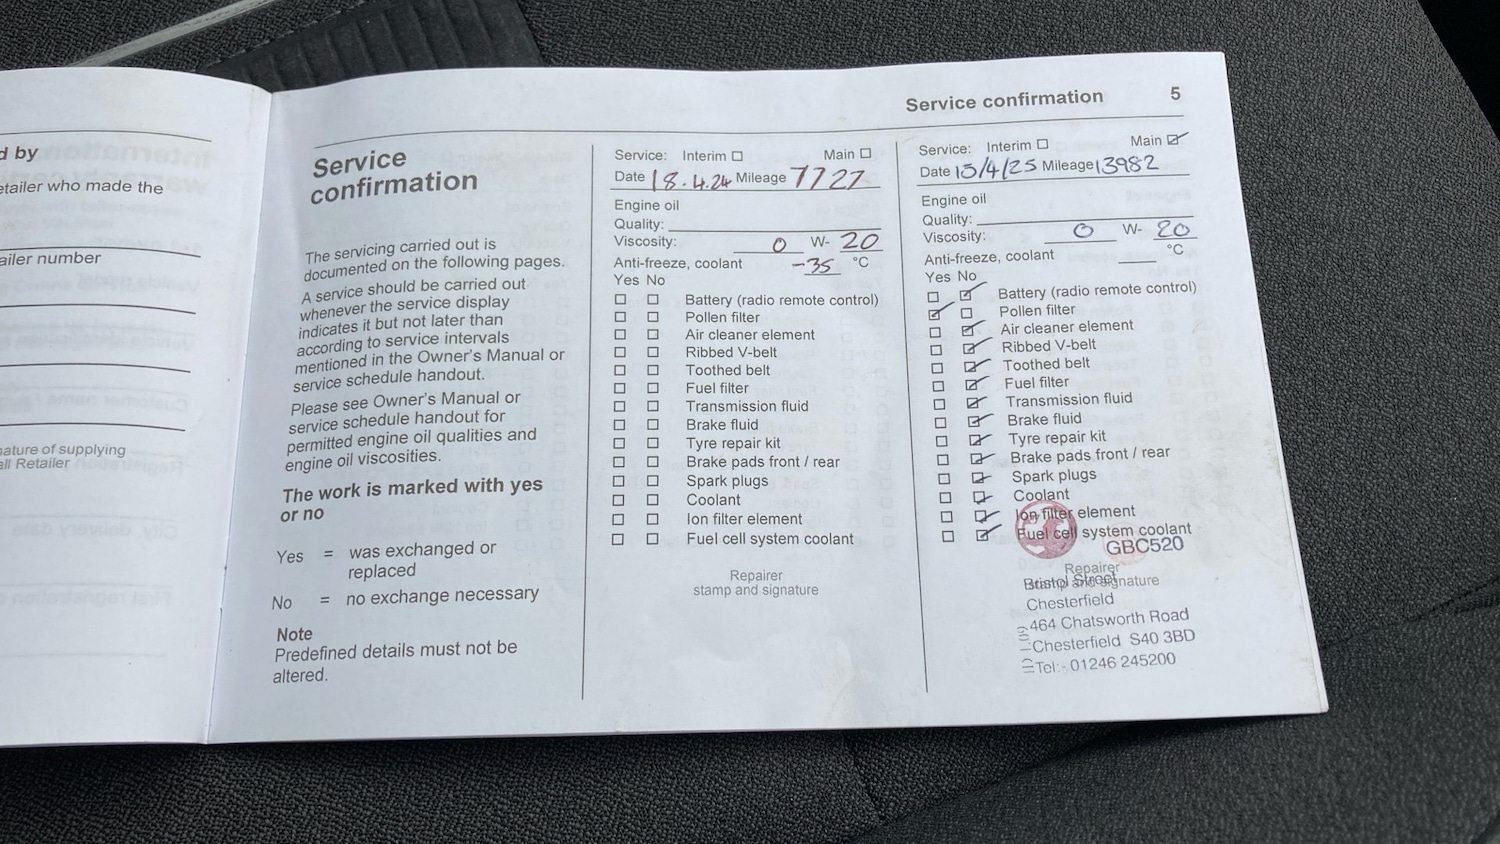 d by
etailer who made the
ailer number
nature of supplying
all Retailer
Service confirmation 5
Service
confirmation
The servicing carried out is
documented on the following pages.
A service should be carried out
whenever the service display
indicates it but not later than
according to service intervals
mentioned in the Owner's Manual or
service schedule handout.
Please see Owner's Manual or
service schedule handout for
permitted engine oil qualities and
engine oil viscosities.
The work is marked with yes
or no
Yes = was exchanged or
replaced
No = no exchange necessary
Note
Predefined details must not be
altered.
Service: Interim Main
Date 18.4.24 Mileage 7727
Engine oil
Quality:
Viscosity: 0 W- 20
Anti-freeze, coolant -35 °C
Yes No
Battery (radio remote control)
Pollen filter
Air cleaner element
Ribbed V-belt
Toothed belt
Fuel filter
Transmission fluid
Brake fluid
Tyre repair kit
Brake pads front / rear
Spark plugs
Coolant
Ion filter element
Fuel cell system coolant
Repairer
stamp and signature
Service: Interim Main
Date 15/4/25 Mileage 13982
Engine oil
Quality:
Viscosity: 0 W- 20
Anti-freeze, coolant °C
Yes No
Battery (radio remote control)
Pollen filter
Air cleaner element
Ribbed V-belt
Toothed belt
Fuel filter
Transmission fluid
Brake fluid
Tyre repair kit
Brake pads front / rear
Spark plugs
Coolant
Ion filter element
Fuel cell system coolant
GBC520
Repairer
stamp and signature
Bristol Street
Chesterfield
464 Chatsworth Road
Chesterfield S40 3BD
Tel:- 01246 245200